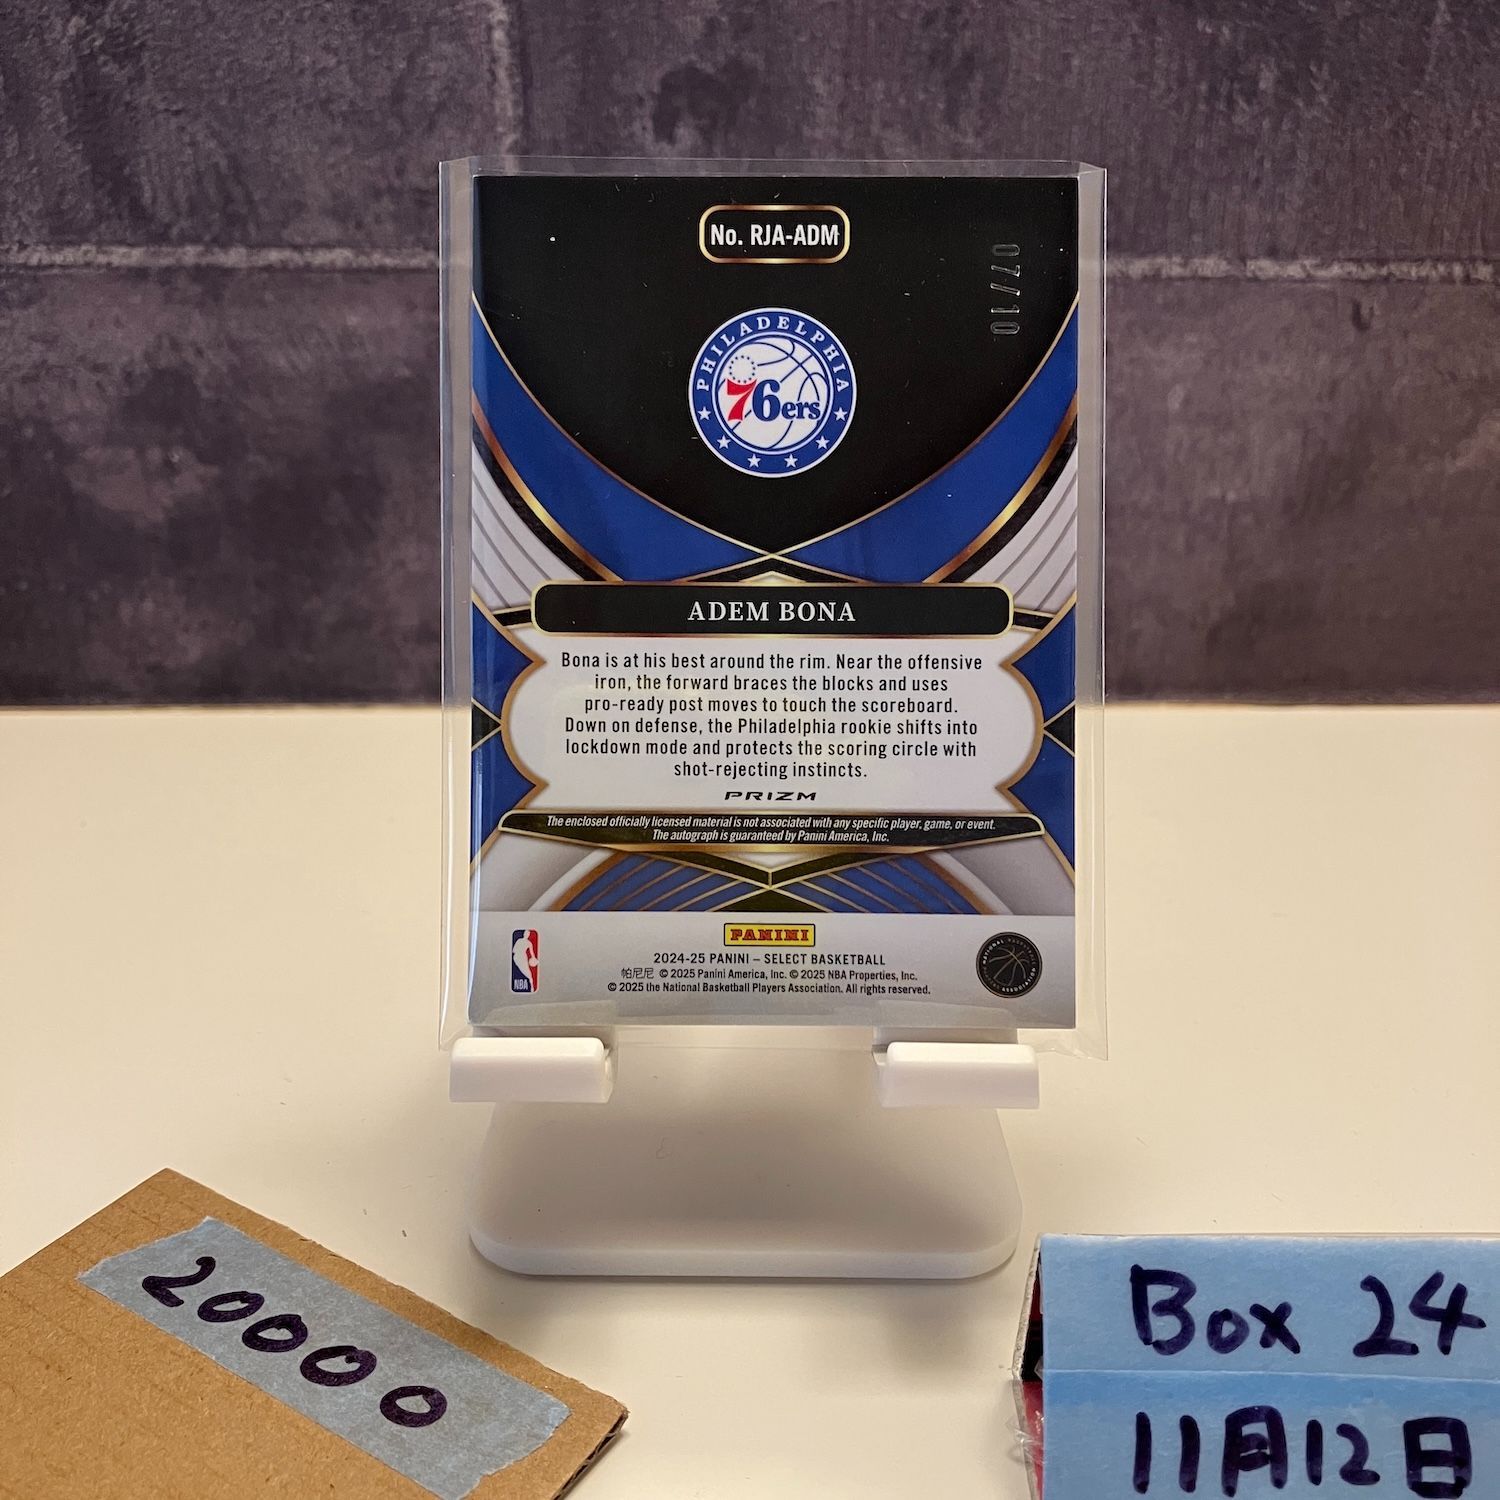 No. RJA-ADM
07/10
PHILADELPHIA
76ers
ADEM BONA
Bona is at his best around the rim. Near the offensive
iron, the forward braces the blocks and uses
pro-ready post moves to touch the scoreboard.
Down on defense, the Philadelphia rookie shifts into
lockdown mode and protects the scoring circle with
shot-rejecting instincts.
PRIZM
The enclosed officially licensed material is not associated with any specific player, game, or event.
The autograph is guaranteed by Panini America, Inc.
PANINI
NBA
NATIONAL BASKETBALL PLAYERS ASSOCIATION
2024-25 PANINI – SELECT BASKETBALL
帕尼尼 © 2025 Panini America, Inc. © 2025 NBA Properties, Inc.
© 2025 the National Basketball Players Association. All rights reserved.
20000
Box 24
11月12日